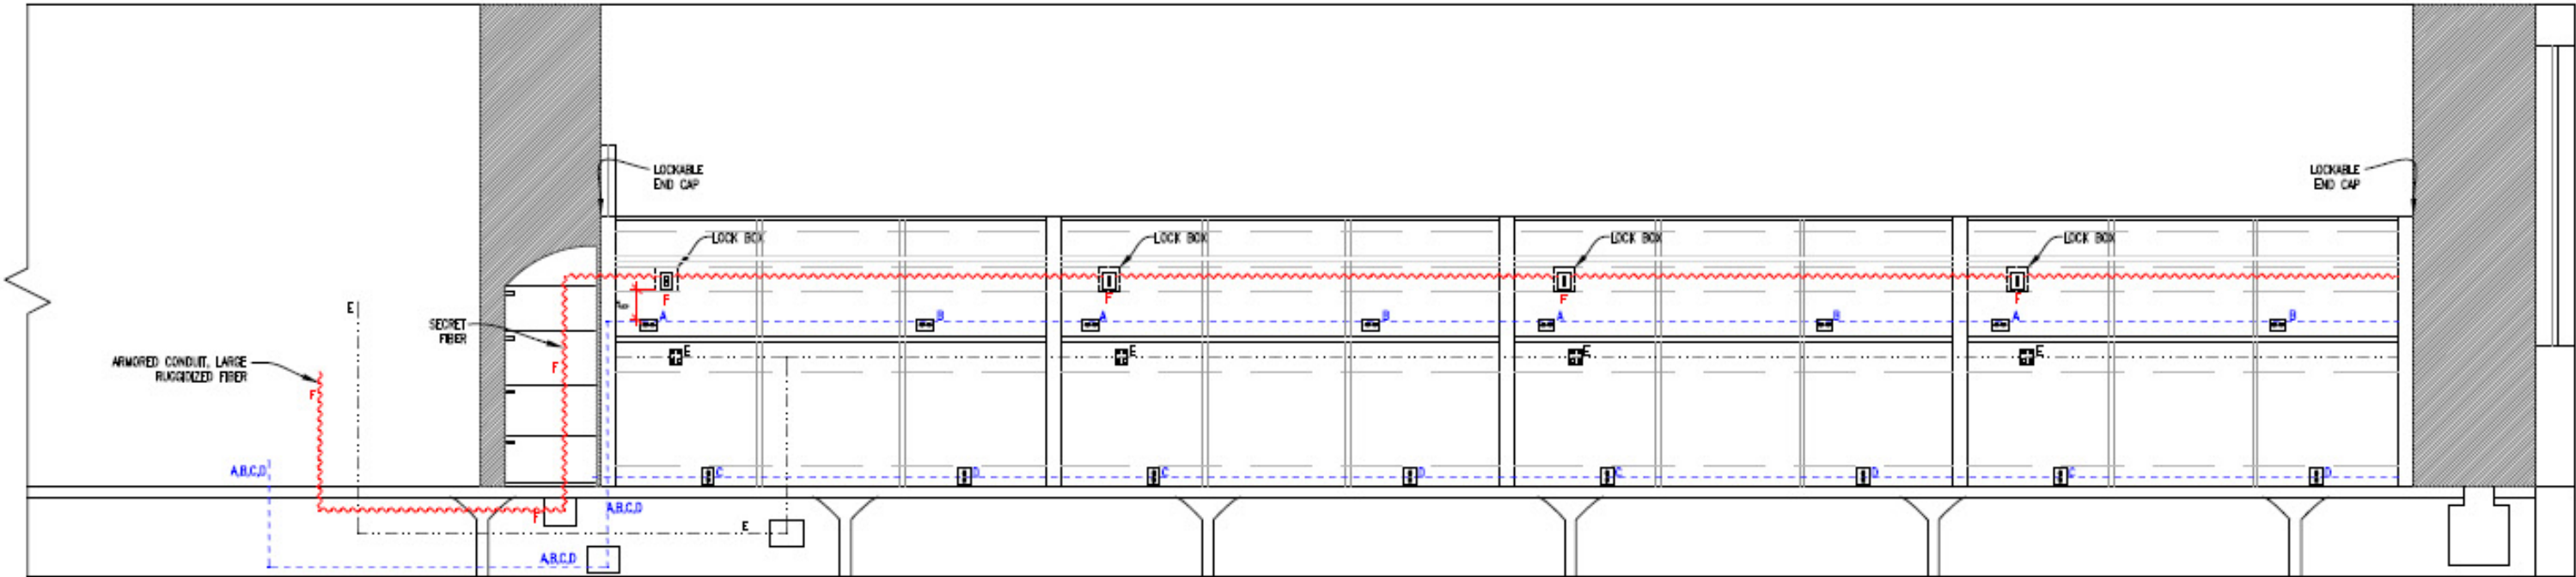 LOCKABLE
END CAP
LOCKABLE
END CAP
LOCK BOX
LOCK BOX
LOCK BOX
LOCK BOX
F
F
F
F
E
A
B
A
B
A
B
A
B
SECRET
FIBER
E
E
E
E
ARMORED CONDUIT, LARGE
RUGGIDIZED FIBER
F
F
A,B,C,D
C
D
C
D
C
D
C
D
A,B,C,D
F
E
A,B,C,D